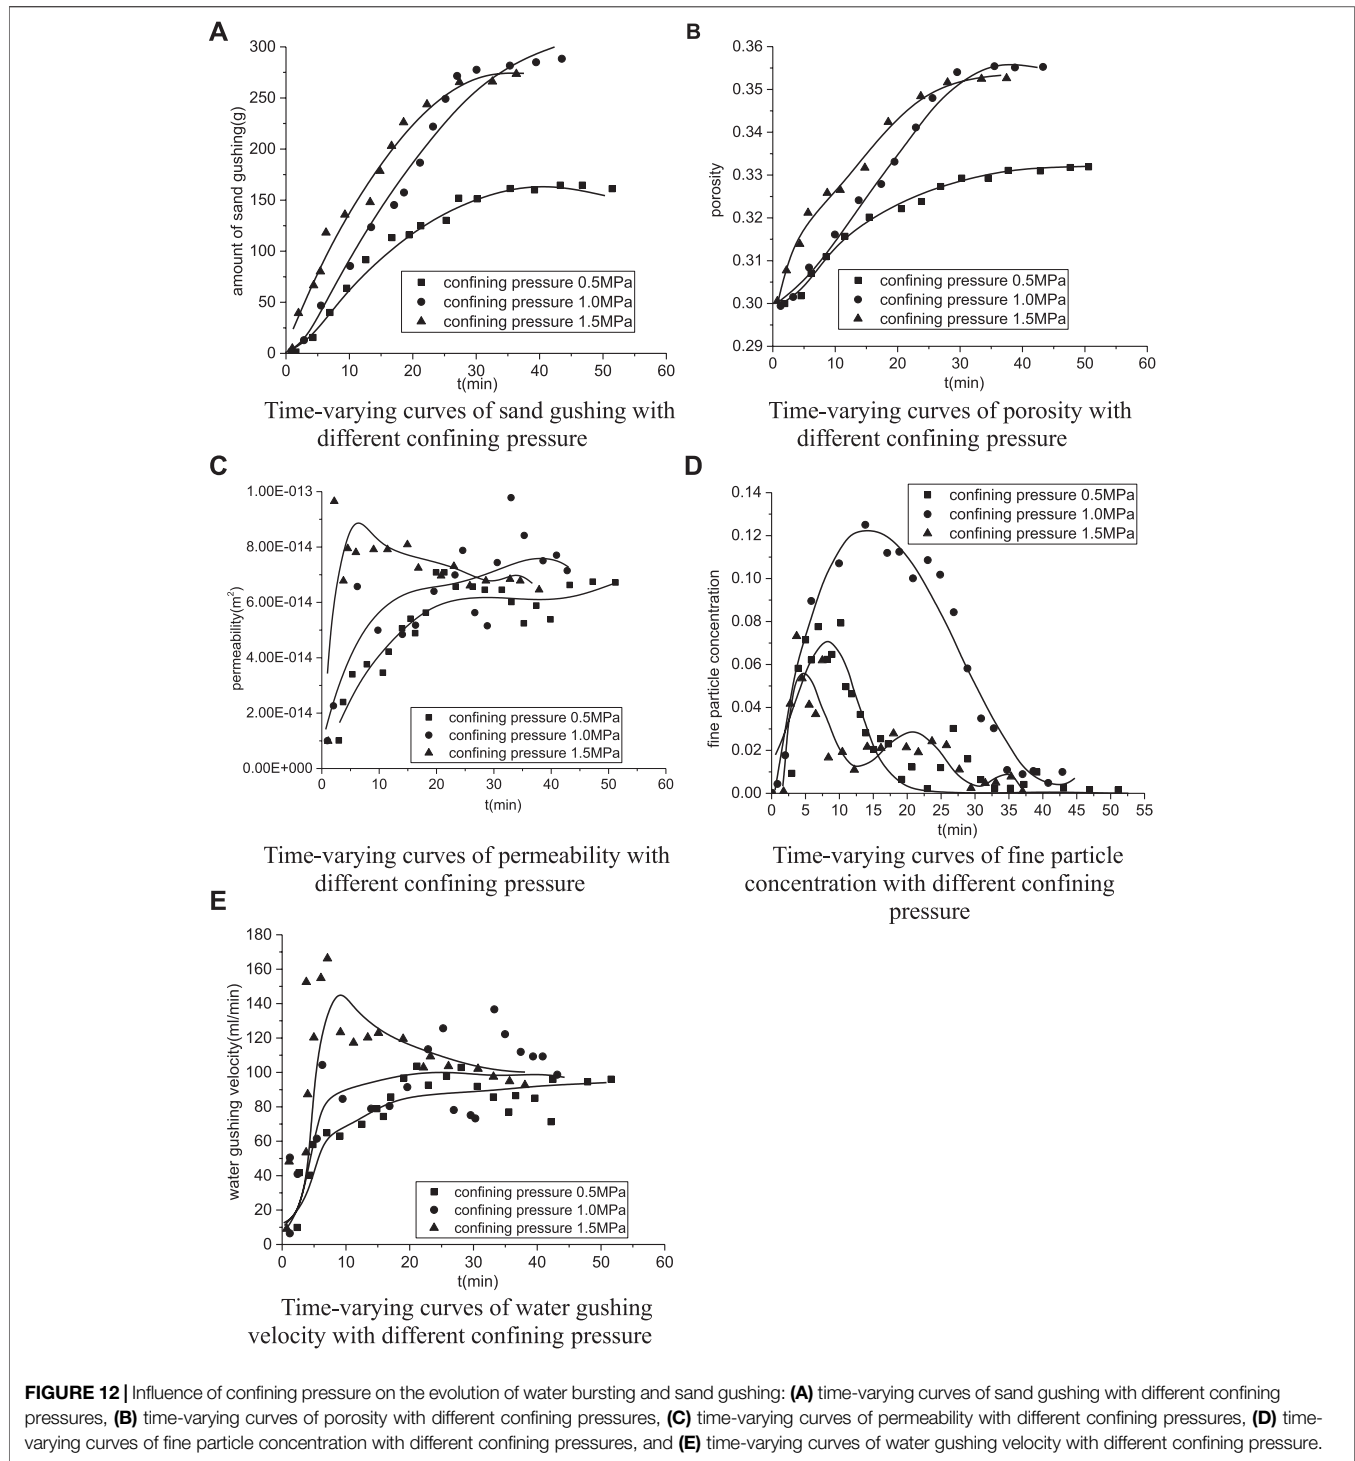 A
300
250
200
150
100
50
0
amount of sand gushing(g)
confining pressure 0.5MPa
confining pressure 1.0MPa
confining pressure 1.5MPa
0 10 20 30 40 50 60
t(min)
Time-varying curves of sand gushing with
different confining pressure
B
0.36
0.35
0.34
0.33
0.32
0.31
0.30
0.29
porosity
confining pressure 0.5MPa
confining pressure 1.0MPa
confining pressure 1.5MPa
0 10 20 30 40 50 60
t(min)
Time-varying curves of porosity with
different confining pressure
C
1.00E-013
8.00E-014
6.00E-014
4.00E-014
2.00E-014
0.00E+000
permeability(m²)
confining pressure 0.5MPa
confining pressure 1.0MPa
confining pressure 1.5MPa
0 10 20 30 40 50 60
t(min)
Time-varying curves of permeability with
different confining pressure
D
0.14
0.12
0.10
0.08
0.06
0.04
0.02
0.00
fine particle concentration
confining pressure 0.5MPa
confining pressure 1.0MPa
confining pressure 1.5MPa
0 5 10 15 20 25 30 35 40 45 50 55
t(min)
Time-varying curves of fine particle
concentration with different confining
pressure
E
180
160
140
120
100
80
60
40
20
0
water gushing velocity(ml/min)
confining pressure 0.5MPa
confining pressure 1.0MPa
confining pressure 1.5MPa
0 10 20 30 40 50 60
t(min)
Time-varying curves of water gushing
velocity with different confining pressure
FIGURE 12 | Influence of confining pressure on the evolution of water bursting and sand gushing: (A) time-varying curves of sand gushing with different confining
pressures, (B) time-varying curves of porosity with different confining pressures, (C) time-varying curves of permeability with different confining pressures, (D) time-
varying curves of fine particle concentration with different confining pressures, and (E) time-varying curves of water gushing velocity with different confining pressure.